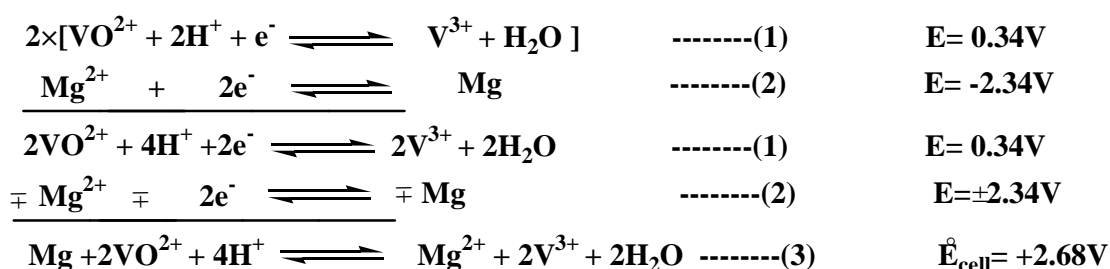 2×[VO²⁺ + 2H⁺ + e⁻ ⇌ V³⁺ + H₂O ] --------(1) E= 0.34V
Mg²⁺ + 2e⁻ ⇌ Mg --------(2) E= -2.34V
2VO²⁺ + 4H⁺ +2e⁻ ⇌ 2V³⁺ + 2H₂O --------(1) E= 0.34V
∓ Mg²⁺ ∓ 2e⁻ ⇌ ∓ Mg --------(2) E=±2.34V
Mg +2VO²⁺ + 4H⁺ ⇌ Mg²⁺ + 2V³⁺ + 2H₂O --------(3) E̊cell= +2.68V